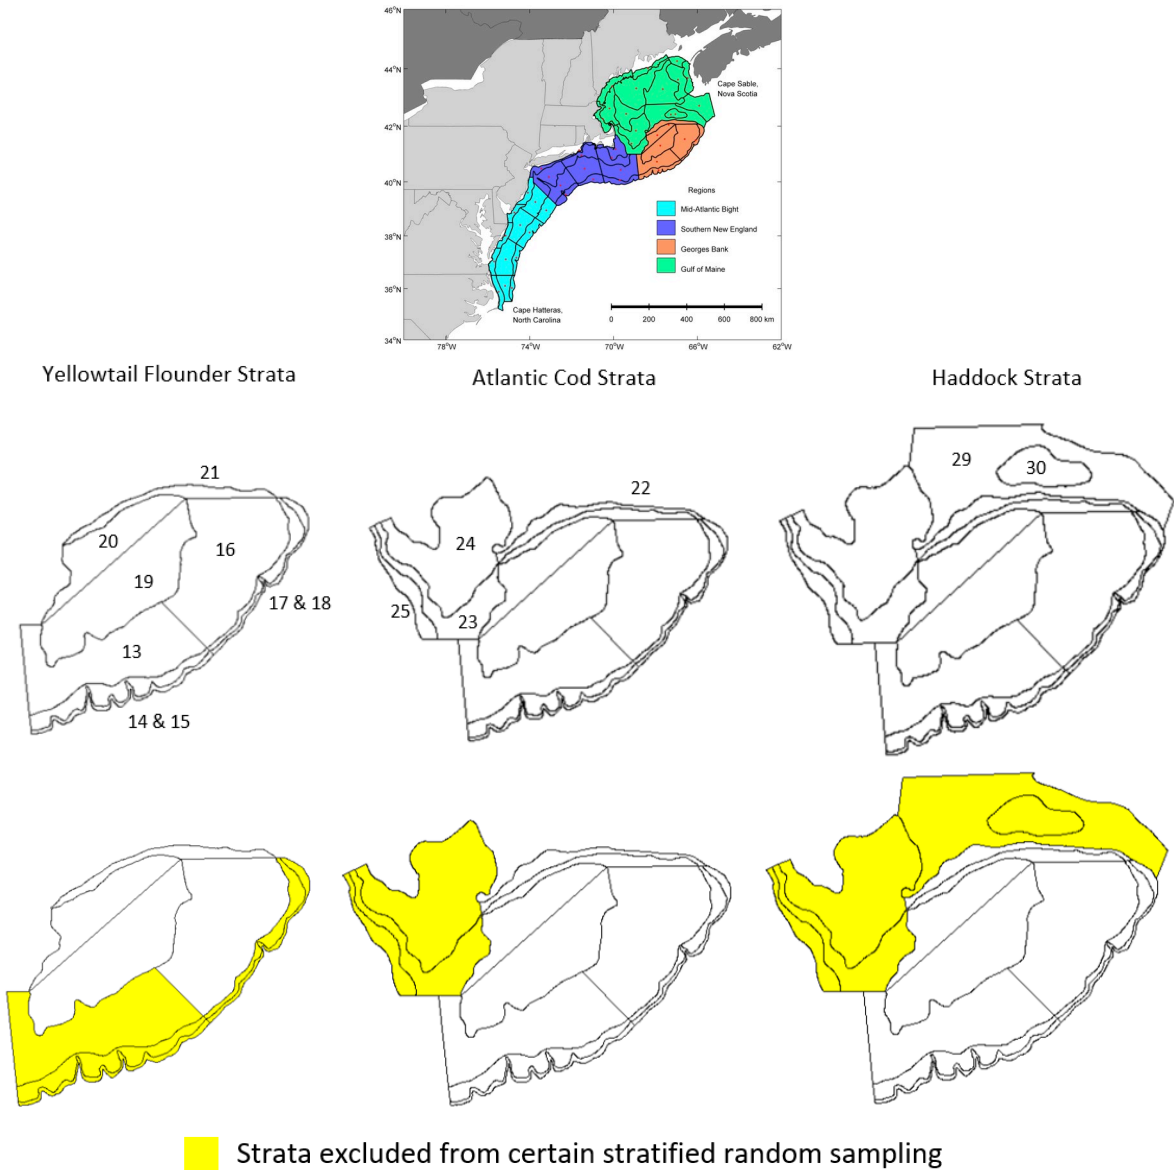 46°N
44°N
42°N
40°N
38°N
36°N
34°N
78°W
74°W
70°W
66°W
62°W
Cape Sable,
Nova Scotia
Regions
Mid-Atlantic Bight
Southern New England
Georges Bank
Gulf of Maine
0 200 400 600 800 km
Cape Hatteras,
North Carolina
Yellowtail Flounder Strata
Atlantic Cod Strata
Haddock Strata
21
20
16
19
17 & 18
13
14 & 15
22
24
25
23
29
30
Strata excluded from certain stratified random sampling